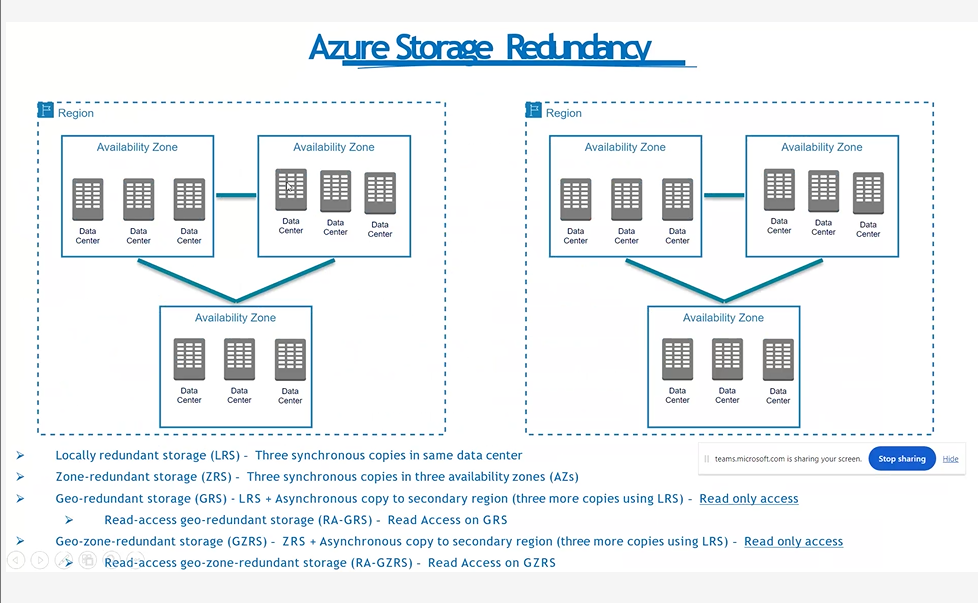 Azure Storage Redundancy
Region
Availability Zone
Data Center
Data Center
Data Center
Availability Zone
Data Center
Data Center
Data Center
Availability Zone
Data Center
Data Center
Data Center
Region
Availability Zone
Data Center
Data Center
Data Center
Availability Zone
Data Center
Data Center
Data Center
Availability Zone
Data Center
Data Center
Data Center
Locally redundant storage (LRS) - Three synchronous copies in same data center
Zone-redundant storage (ZRS) - Three synchronous copies in three availability zones (AZs)
Geo-redundant storage (GRS) - LRS + Asynchronous copy to secondary region (three more copies using LRS) - Read only access
Read-access geo-redundant storage (RA-GRS) - Read Access on GRS
Geo-zone-redundant storage (GZRS) - ZRS + Asynchronous copy to secondary region (three more copies using LRS) - Read only access
Read-access geo-zone-redundant storage (RA-GZRS) - Read Access on GZRS
teams.microsoft.com is sharing your screen.
Stop sharing
Hide